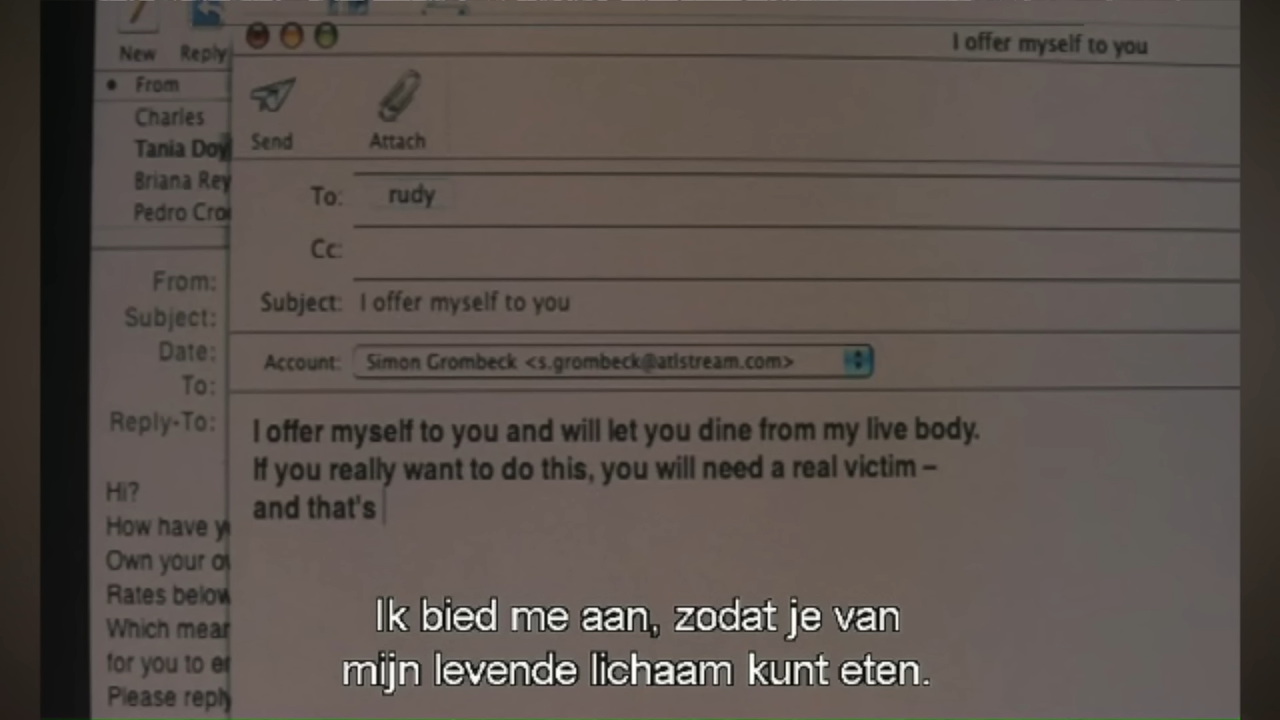 New Reply
I offer myself to you
Send Attach
From
Charles
Tania Doy
Briana Rey
Pedro Cro
To: rudy
Cc:
Subject: I offer myself to you
Account: Simon Grombeck <s.grombeck@atlstream.com>
From:
Subject:
Date:
To:
Reply-To:
I offer myself to you and will let you dine from my live body.
If you really want to do this, you will need a real victim –
and that's
Hi?
How have y
Own your o
Rates below
Which mear
for you to er
Please reply
Ik bied me aan, zodat je van
mijn levende lichaam kunt eten.